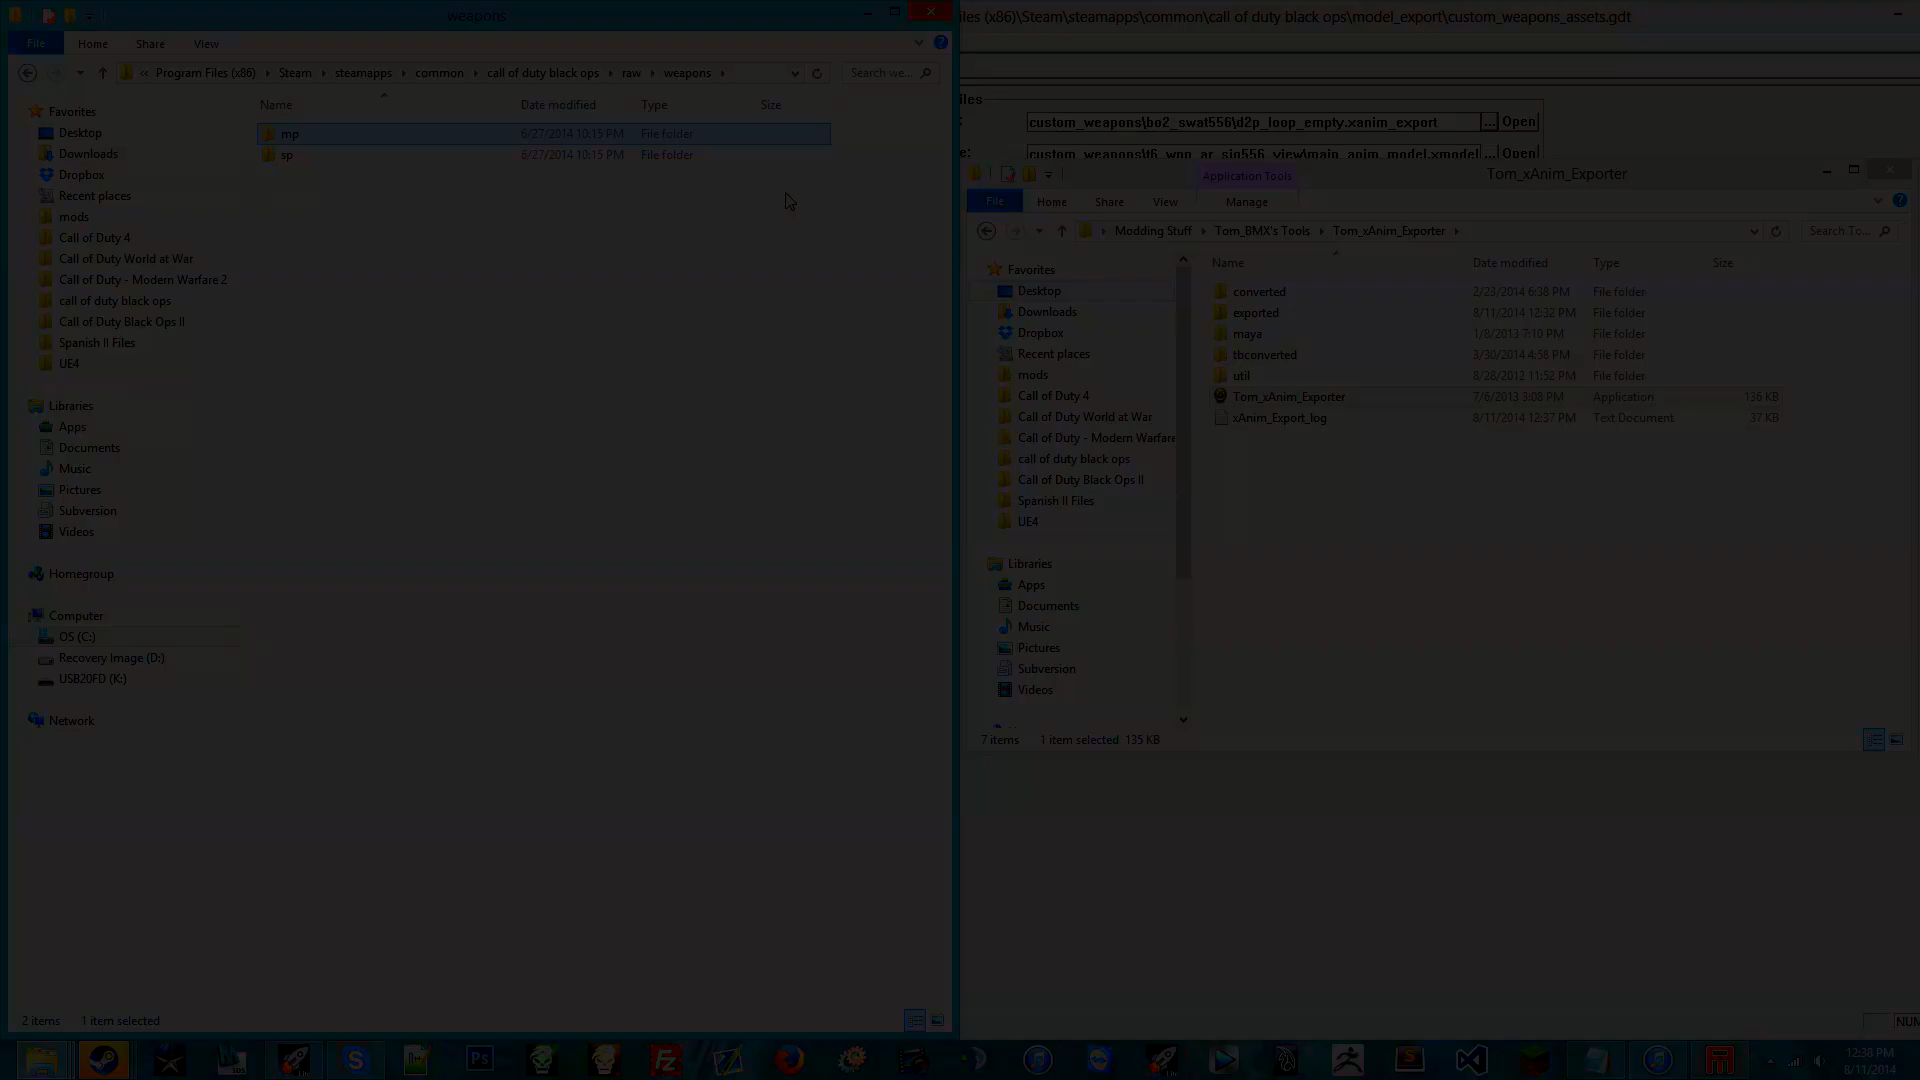 weapons
File Home Share View
« Program Files (x86) Steam steamapps common call of duty black ops raw weapons
Search we...
Name Date modified Type Size
mp 6/27/2014 10:15 PM File folder
sp 6/27/2014 10:15 PM File folder
Favorites
Desktop
Downloads
Dropbox
Recent places
mods
Call of Duty 4
Call of Duty World at War
Call of Duty - Modern Warfare 2
call of duty black ops
Call of Duty Black Ops II
Spanish II Files
UE4
Libraries
Apps
Documents
Music
Pictures
Subversion
Videos
Homegroup
Computer
OS (C:)
Recovery Image (D:)
USB20FD (K:)
Network
2 items 1 item selected
iles (x86)\Steam\steamapps\common\call of duty black ops\model_export\custom_weapons_assets.gdt
iles
custom_weapons\bo2_swat556\d2p_loop_empty.xanim_export ... Open
custom_weapons\t6_wpn_ar_sig556_view\main_anim_model.xmodel ... Open
Application Tools
Tom_xAnim_Exporter
File Home Share View Manage
Modding Stuff Tom_BMX's Tools Tom_xAnim_Exporter
Search To...
Name Date modified Type Size
converted 2/23/2014 6:38 PM File folder
exported 8/11/2014 12:32 PM File folder
maya 1/8/2013 7:10 PM File folder
tbconverted 3/30/2014 4:58 PM File folder
util 8/28/2012 11:52 PM File folder
Tom_xAnim_Exporter 7/6/2013 3:08 PM Application 136 KB
xAnim_Export_log 8/11/2014 12:37 PM Text Document 37 KB
Favorites
Desktop
Downloads
Dropbox
Recent places
mods
Call of Duty 4
Call of Duty World at War
Call of Duty - Modern Warfare
call of duty black ops
Call of Duty Black Ops II
Spanish II Files
UE4
Libraries
Apps
Documents
Music
Pictures
Subversion
Videos
7 items 1 item selected 135 KB
NUM
Ps
12:38 PM
8/11/2014